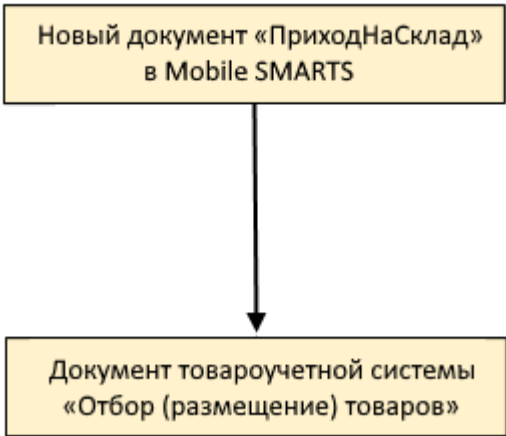 Новый документ «ПриходНаСклад»
в Mobile SMARTS
Документ товароучетной системы
«Отбор (размещение) товаров»